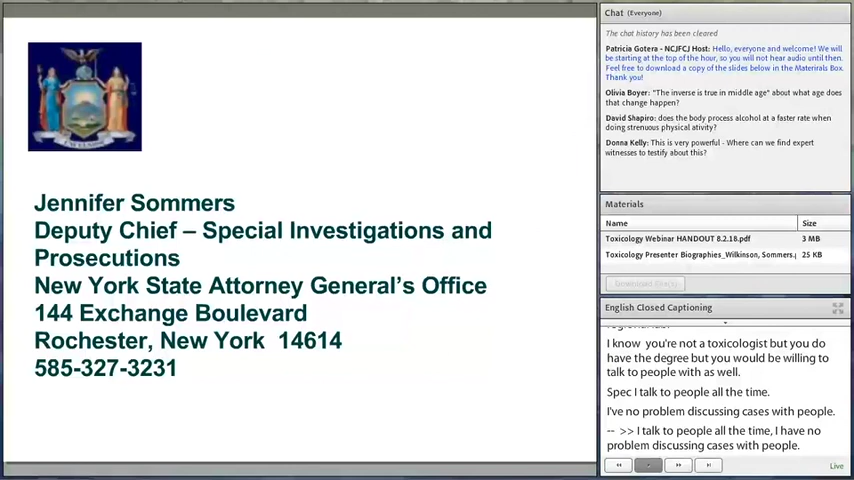 Jennifer Sommers
Deputy Chief – Special Investigations and
Prosecutions
New York State Attorney General's Office
144 Exchange Boulevard
Rochester, New York 14614
585-327-3231
Chat (Everyone)
The chat history has been cleared
Patricia Gotera - NCJFCJ Host: Hello, everyone and welcome! We will
be starting at the top of the hour, so you will not hear audio until then.
Feel free to download a copy of the slides below in the Materirals Box.
Thank you!
Olivia Boyer: "The inverse is true in middle age" about what age does
that change happen?
David Shapiro: does the body process alcohol at a faster rate when
doing strenuous physical ativity?
Donna Kelly: This is very powerful - Where can we find expert
witnesses to testify about this?
Materials
Name Size
Toxicology Webinar HANDOUT 8.2.18.pdf 3 MB
Toxicology Presenter Biographies_Wilkinson, Sommers.p 25 KB
English Closed Captioning
I know you're not a toxicologist but you do
have the degree but you would be willing to
talk to people with as well.
Spec I talk to people all the time.
I've no problem discussing cases with people.
-- >> I talk to people all the time, I have no
problem discussing cases with people.
Live